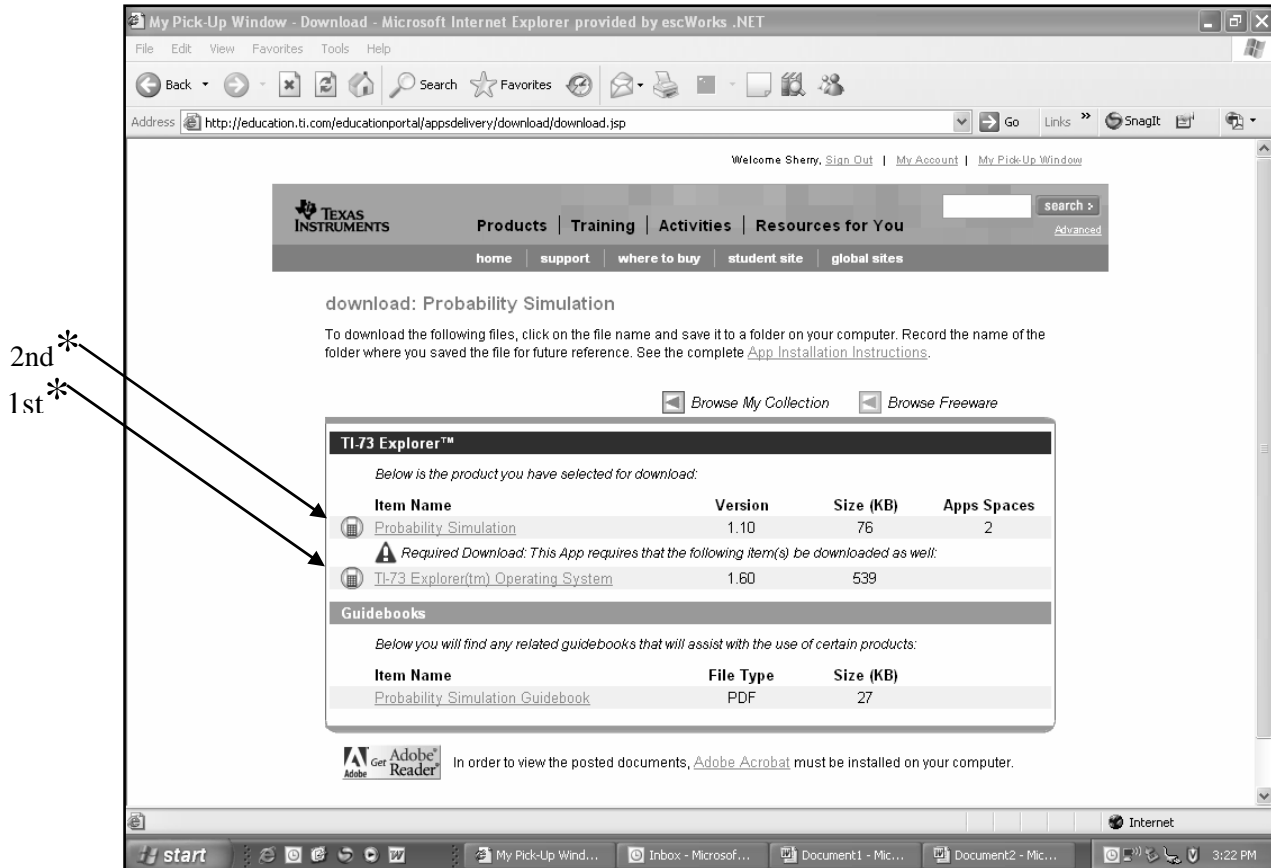 My Pick-Up Window - Download - Microsoft Internet Explorer provided by escWorks .NET
File Edit View Favorites Tools Help
Back Search Favorites
Address http://education.ti.com/educationportal/appsdelivery/download/download.jsp Go Links » SnagIt
Welcome Sherry, Sign Out | My Account | My Pick-Up Window
TEXAS INSTRUMENTS
Products | Training | Activities | Resources for You
search >
Advanced
home | support | where to buy | student site | global sites
download: Probability Simulation
To download the following files, click on the file name and save it to a folder on your computer. Record the name of the
folder where you saved the file for future reference. See the complete App Installation Instructions.
2nd*
1st*
Browse My Collection Browse Freeware
TI-73 Explorer™
Below is the product you have selected for download:
Item Name Version Size (KB) Apps Spaces
Probability Simulation 1.10 76 2
Required Download: This App requires that the following item(s) be downloaded as well:
TI-73 Explorer(tm) Operating System 1.60 539
Guidebooks
Below you will find any related guidebooks that will assist with the use of certain products:
Item Name File Type Size (KB)
Probability Simulation Guidebook PDF 27
Adobe Get Adobe® Reader® In order to view the posted documents, Adobe Acrobat must be installed on your computer.
Internet
start My Pick-Up Wind... Inbox - Microsof... Document1 - Mic... Document2 - Mic... 3:22 PM